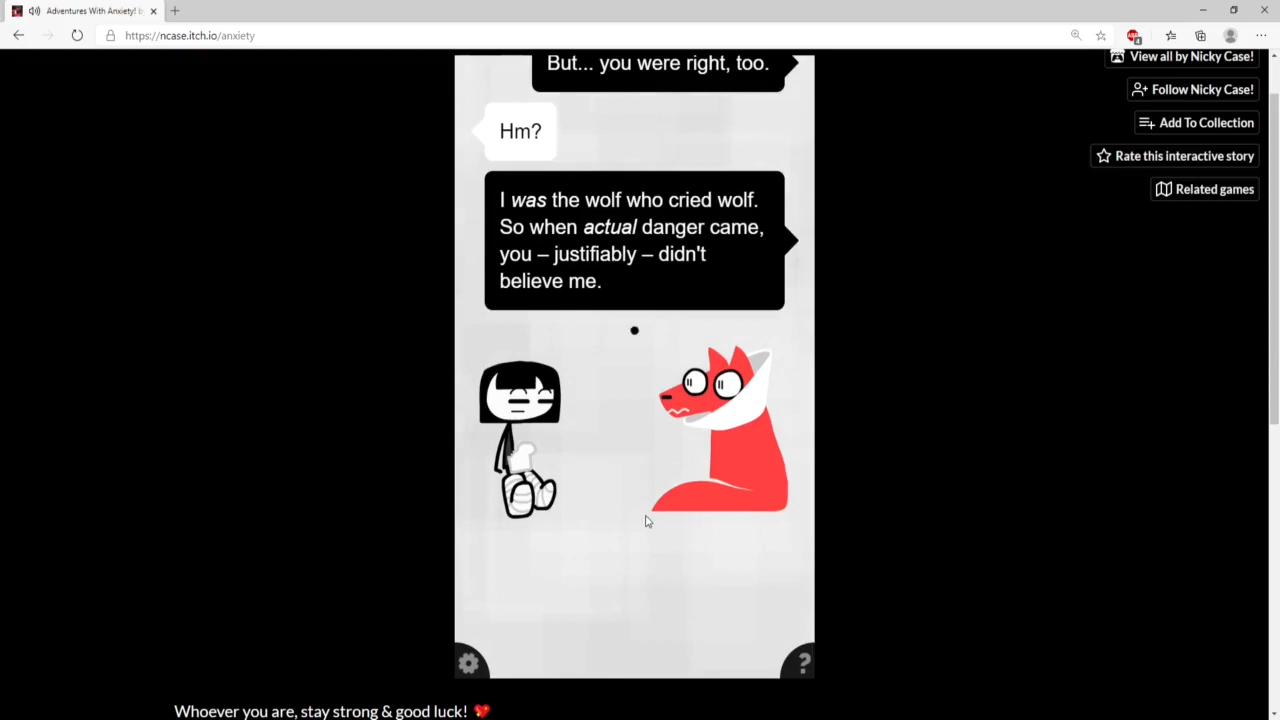 Adventures With Anxiety! b
https://ncase.itch.io/anxiety
4
View all by Nicky Case!
Follow Nicky Case!
Add To Collection
Rate this interactive story
Related games
But... you were right, too.
Hm?
I was the wolf who cried wolf.
So when actual danger came,
you – justifiably – didn't
believe me.
?
Whoever you are, stay strong & good luck! 💖